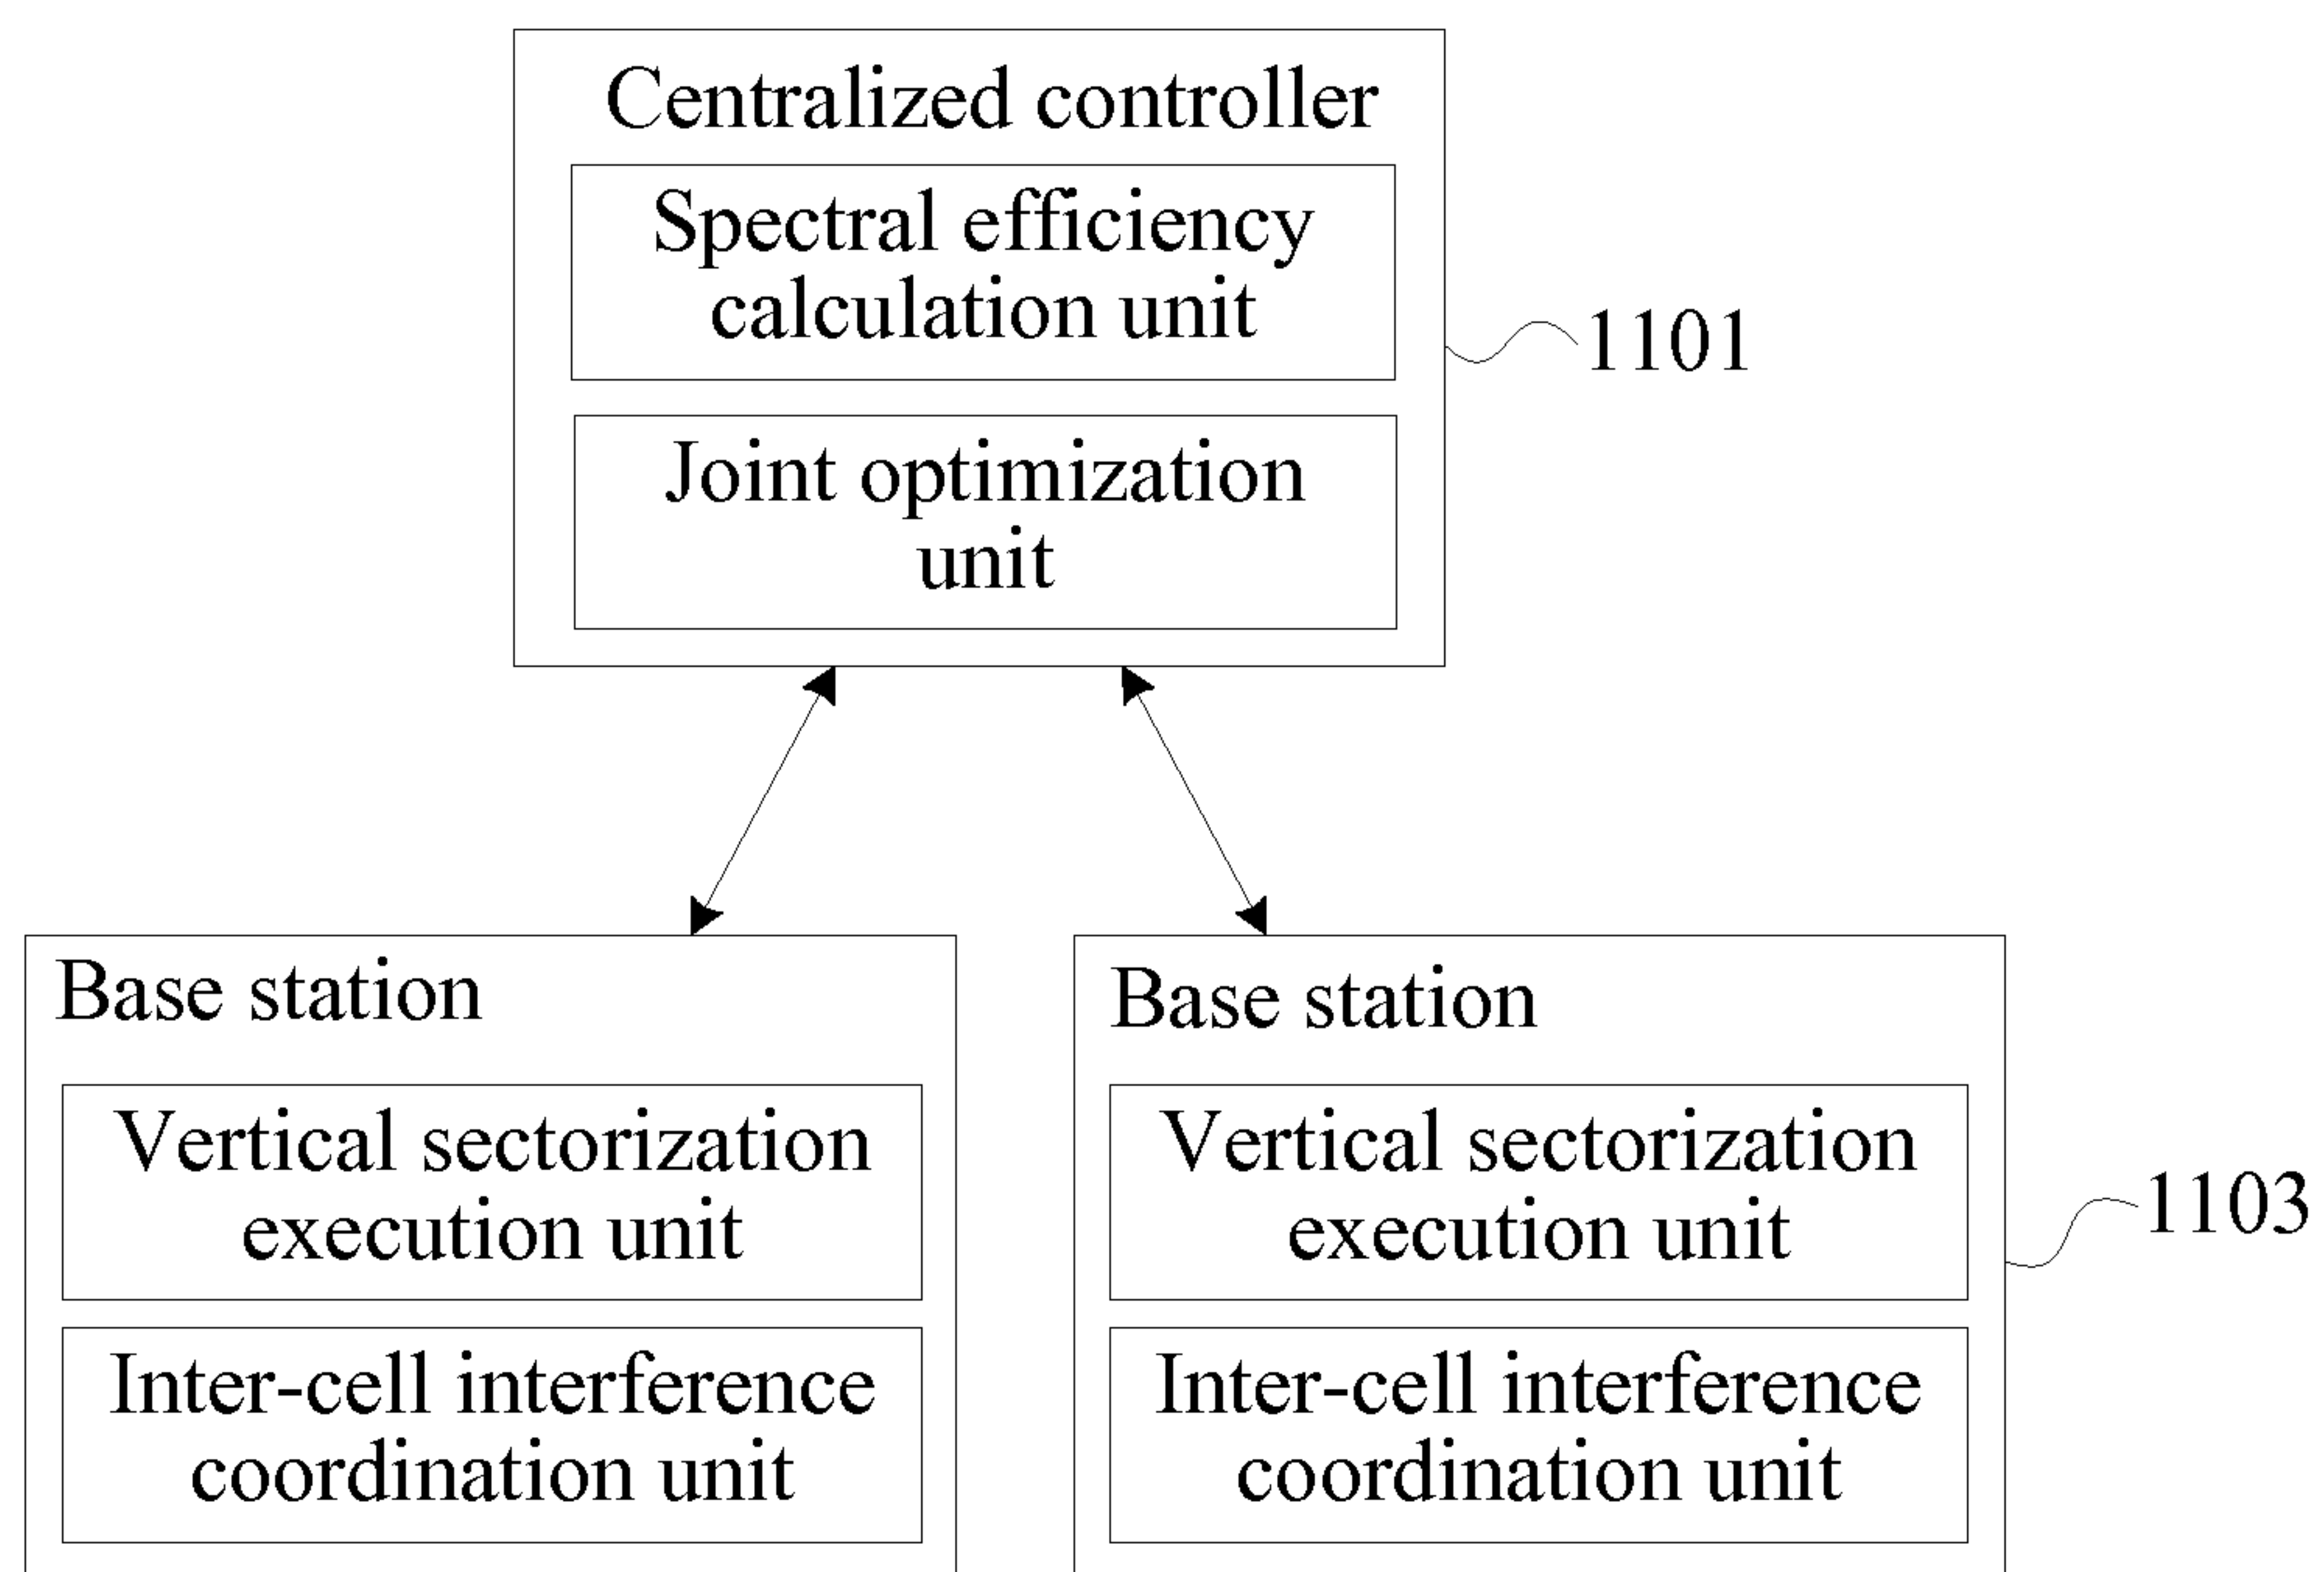 Centralized controller
Spectral efficiency
calculation unit
1101
Joint optimization
unit
Base station
Vertical sectorization
execution unit
Inter-cell interference
coordination unit
Base station
Vertical sectorization
execution unit
1103
Inter-cell interference
coordination unit